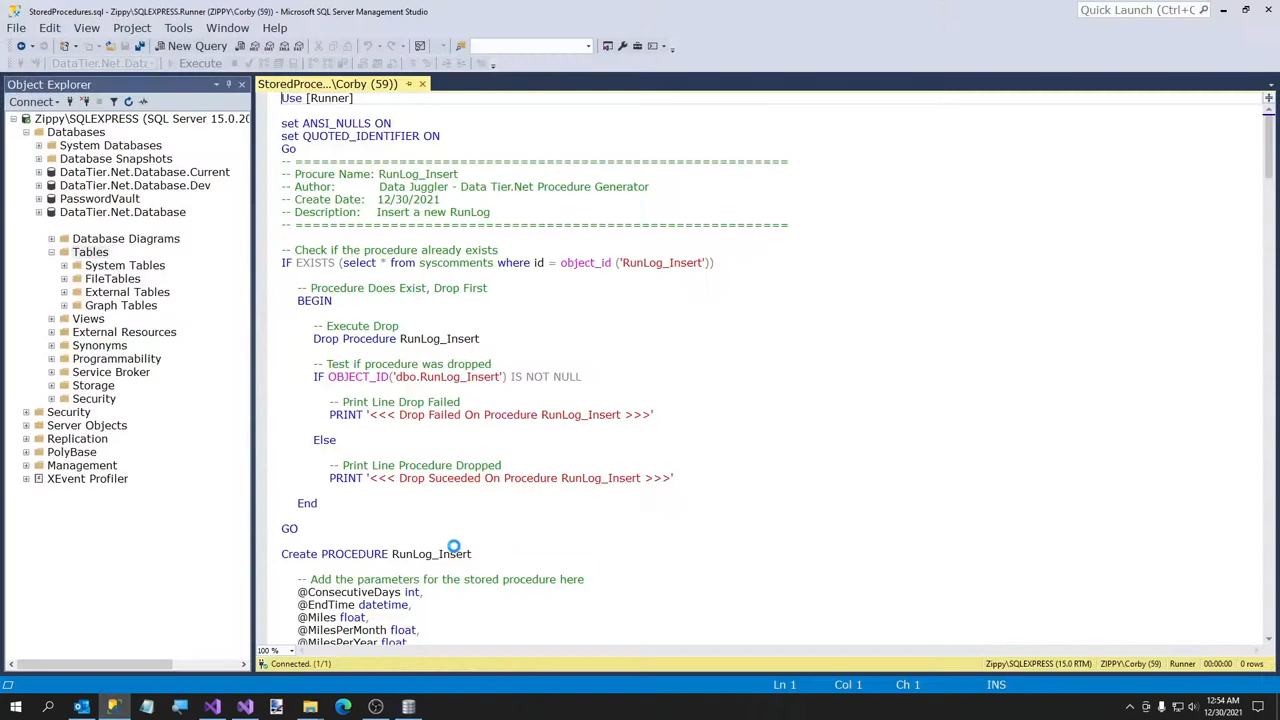 StoredProcedures.sql - Zippy\SQLEXPRESS.Runner (ZIPPY\Corby (59)) - Microsoft SQL Server Management Studio
Quick Launch (Ctrl+C
File Edit View Project Tools Window Help
New Query
DataTier.Net.Dat
Execute
Object Explorer
StoredProce...\Corby (59))
Connect
Zippy\SQLEXPRESS (SQL Server 15.0.20
Databases
System Databases
Database Snapshots
DataTier.Net.Database.Current
DataTier.Net.Database.Dev
PasswordVault
DataTier.Net.Database
Database Diagrams
Tables
System Tables
FileTables
External Tables
Graph Tables
Views
External Resources
Synonyms
Programmability
Service Broker
Storage
Security
Security
Server Objects
Replication
PolyBase
Management
XEvent Profiler
Use [Runner]
set ANSI_NULLS ON
set QUOTED_IDENTIFIER ON
Go
-- =========================================================
-- Procure Name: RunLog_Insert
-- Author: Data Juggler - Data Tier.Net Procedure Generator
-- Create Date: 12/30/2021
-- Description: Insert a new RunLog
-- =========================================================
-- Check if the procedure already exists
IF EXISTS (select * from syscomments where id = object_id ('RunLog_Insert'))
-- Procedure Does Exist, Drop First
BEGIN
-- Execute Drop
Drop Procedure RunLog_Insert
-- Test if procedure was dropped
IF OBJECT_ID('dbo.RunLog_Insert') IS NOT NULL
-- Print Line Drop Failed
PRINT '<<< Drop Failed On Procedure RunLog_Insert >>>'
Else
-- Print Line Procedure Dropped
PRINT '<<< Drop Suceeded On Procedure RunLog_Insert >>>'
End
GO
Create PROCEDURE RunLog_Insert
-- Add the parameters for the stored procedure here
@ConsecutiveDays int,
@EndTime datetime,
@Miles float,
@MilesPerMonth float,
@MilesPerYear float
100 %
Connected. (1/1)
Zippy\SQLEXPRESS (15.0 RTM) ZIPPY\Corby (59) Runner 00:00:00 0 rows
Ln 1 Col 1 Ch 1 INS
12:54 AM
12/30/2021